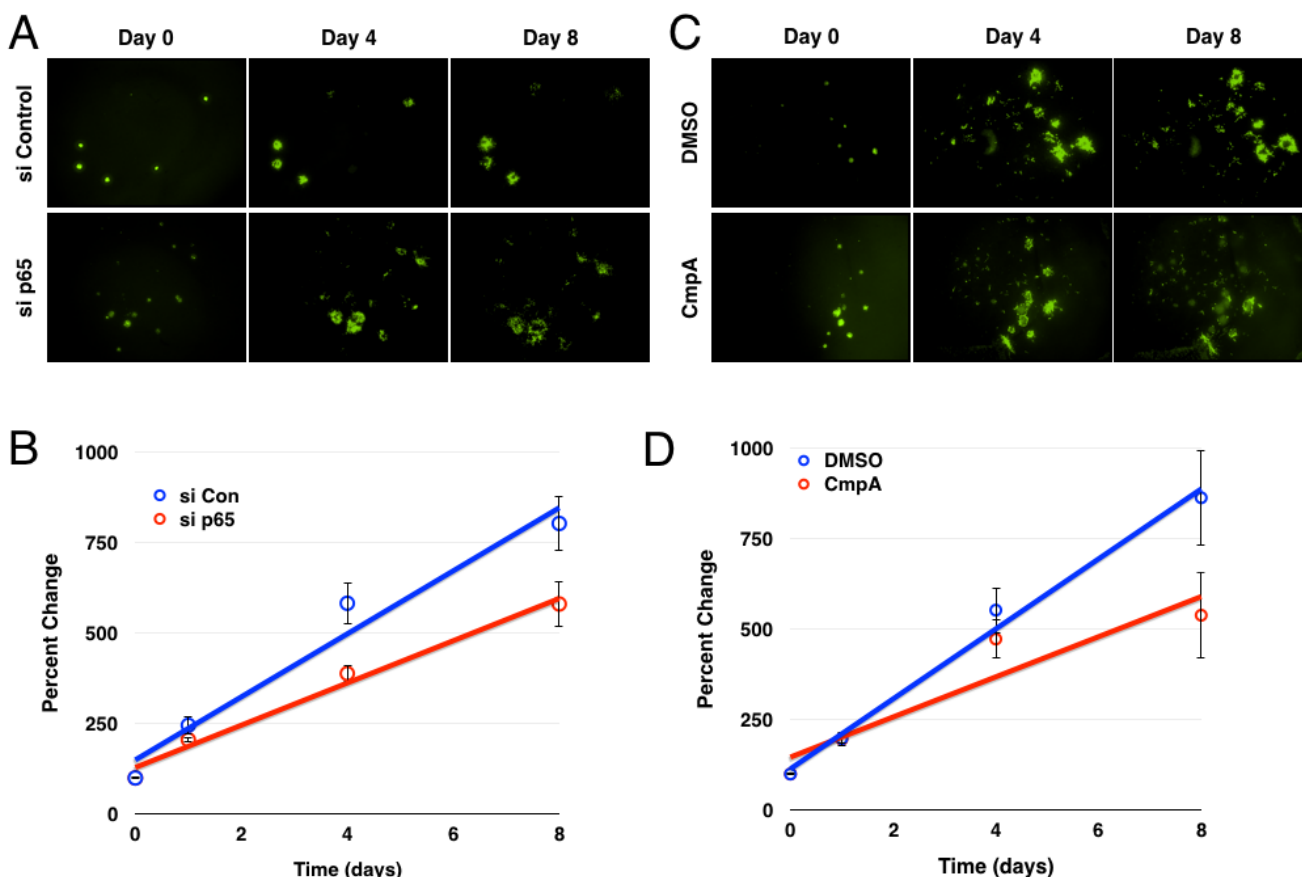 A
Day 0 Day 4 Day 8
si Control
si p65
C
Day 0 Day 4 Day 8
DMSO
CmpA
B
1000
750
500
250
0
Percent Change
si Con
si p65
0 2 4 6 8
Time (days)
D
1000
750
500
250
0
Percent Change
DMSO
CmpA
0 2 4 6 8
Time (days)